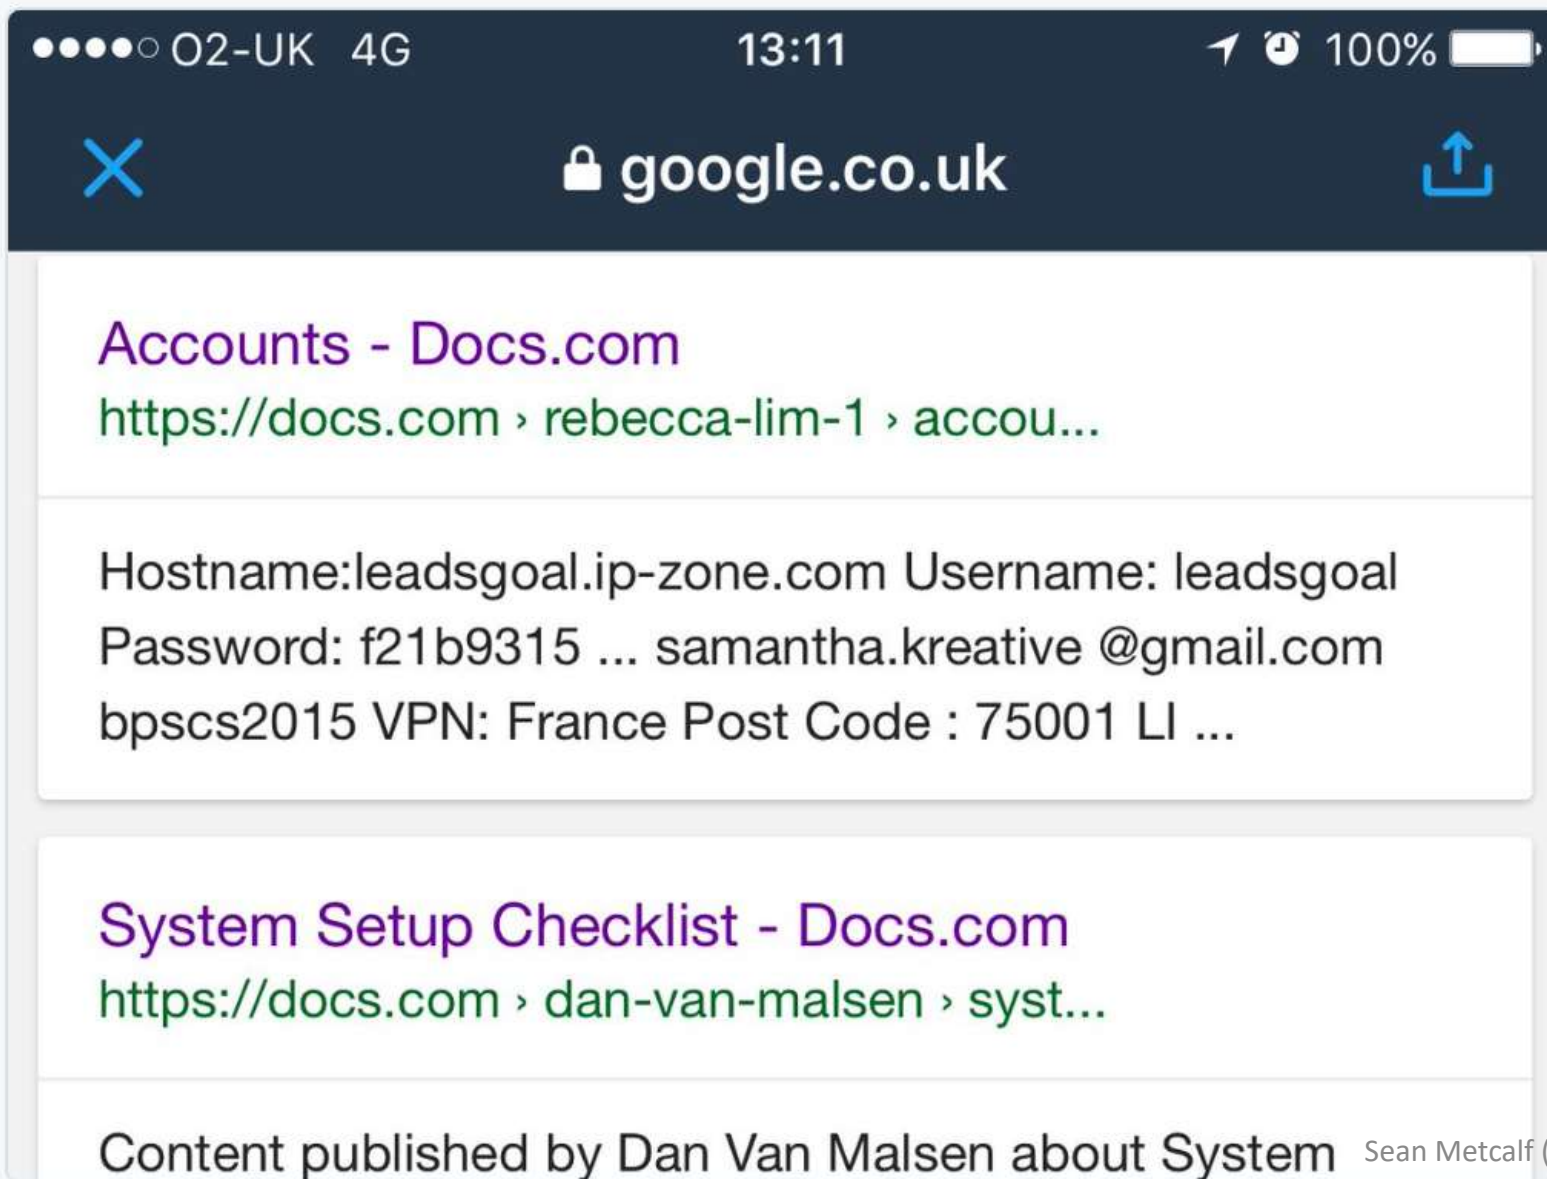 O2-UK 4G 13:11 100%
google.co.uk
Accounts - Docs.com
https://docs.com › rebecca-lim-1 › accou...
Hostname:leadsgoal.ip-zone.com Username: leadsgoal
Password: f21b9315 ... samantha.kreative @gmail.com
bpscs2015 VPN: France Post Code : 75001 LI ...
System Setup Checklist - Docs.com
https://docs.com › dan-van-malsen › syst...
Content published by Dan Van Malsen about System
Sean Metcalf (